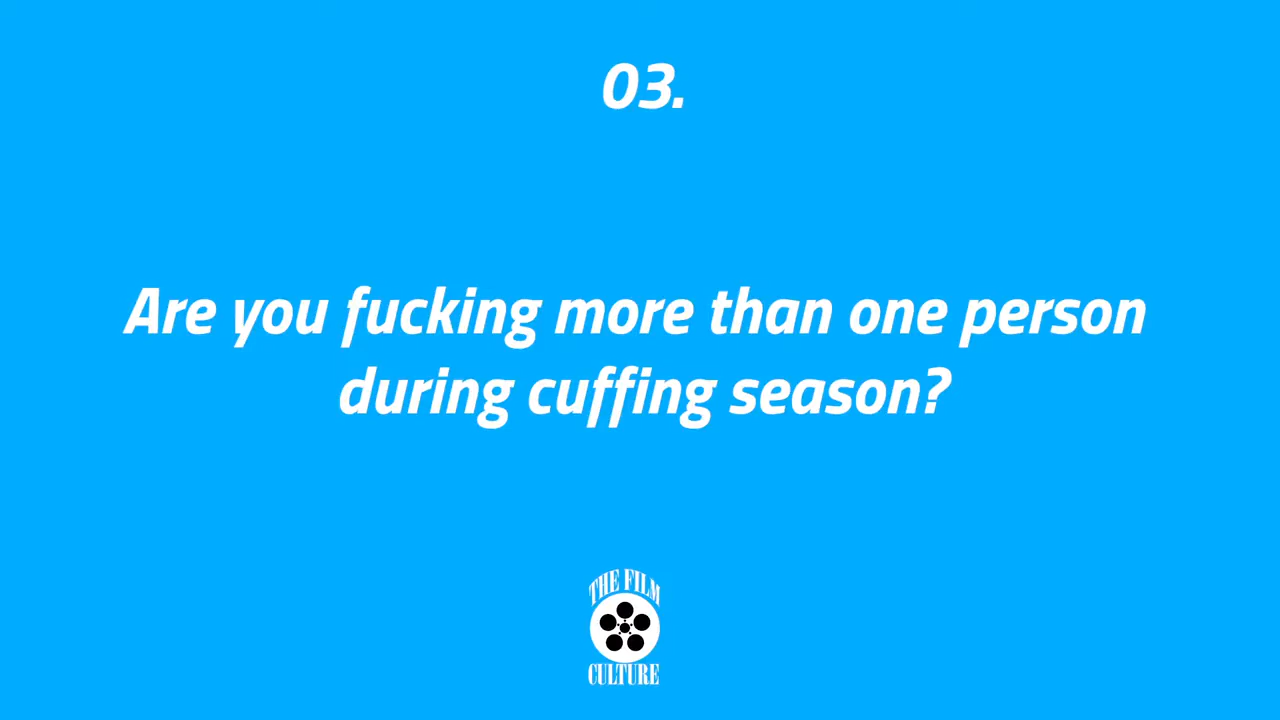 03.
Are you fucking more than one person
during cuffing season?
THE FILM
CULTURE